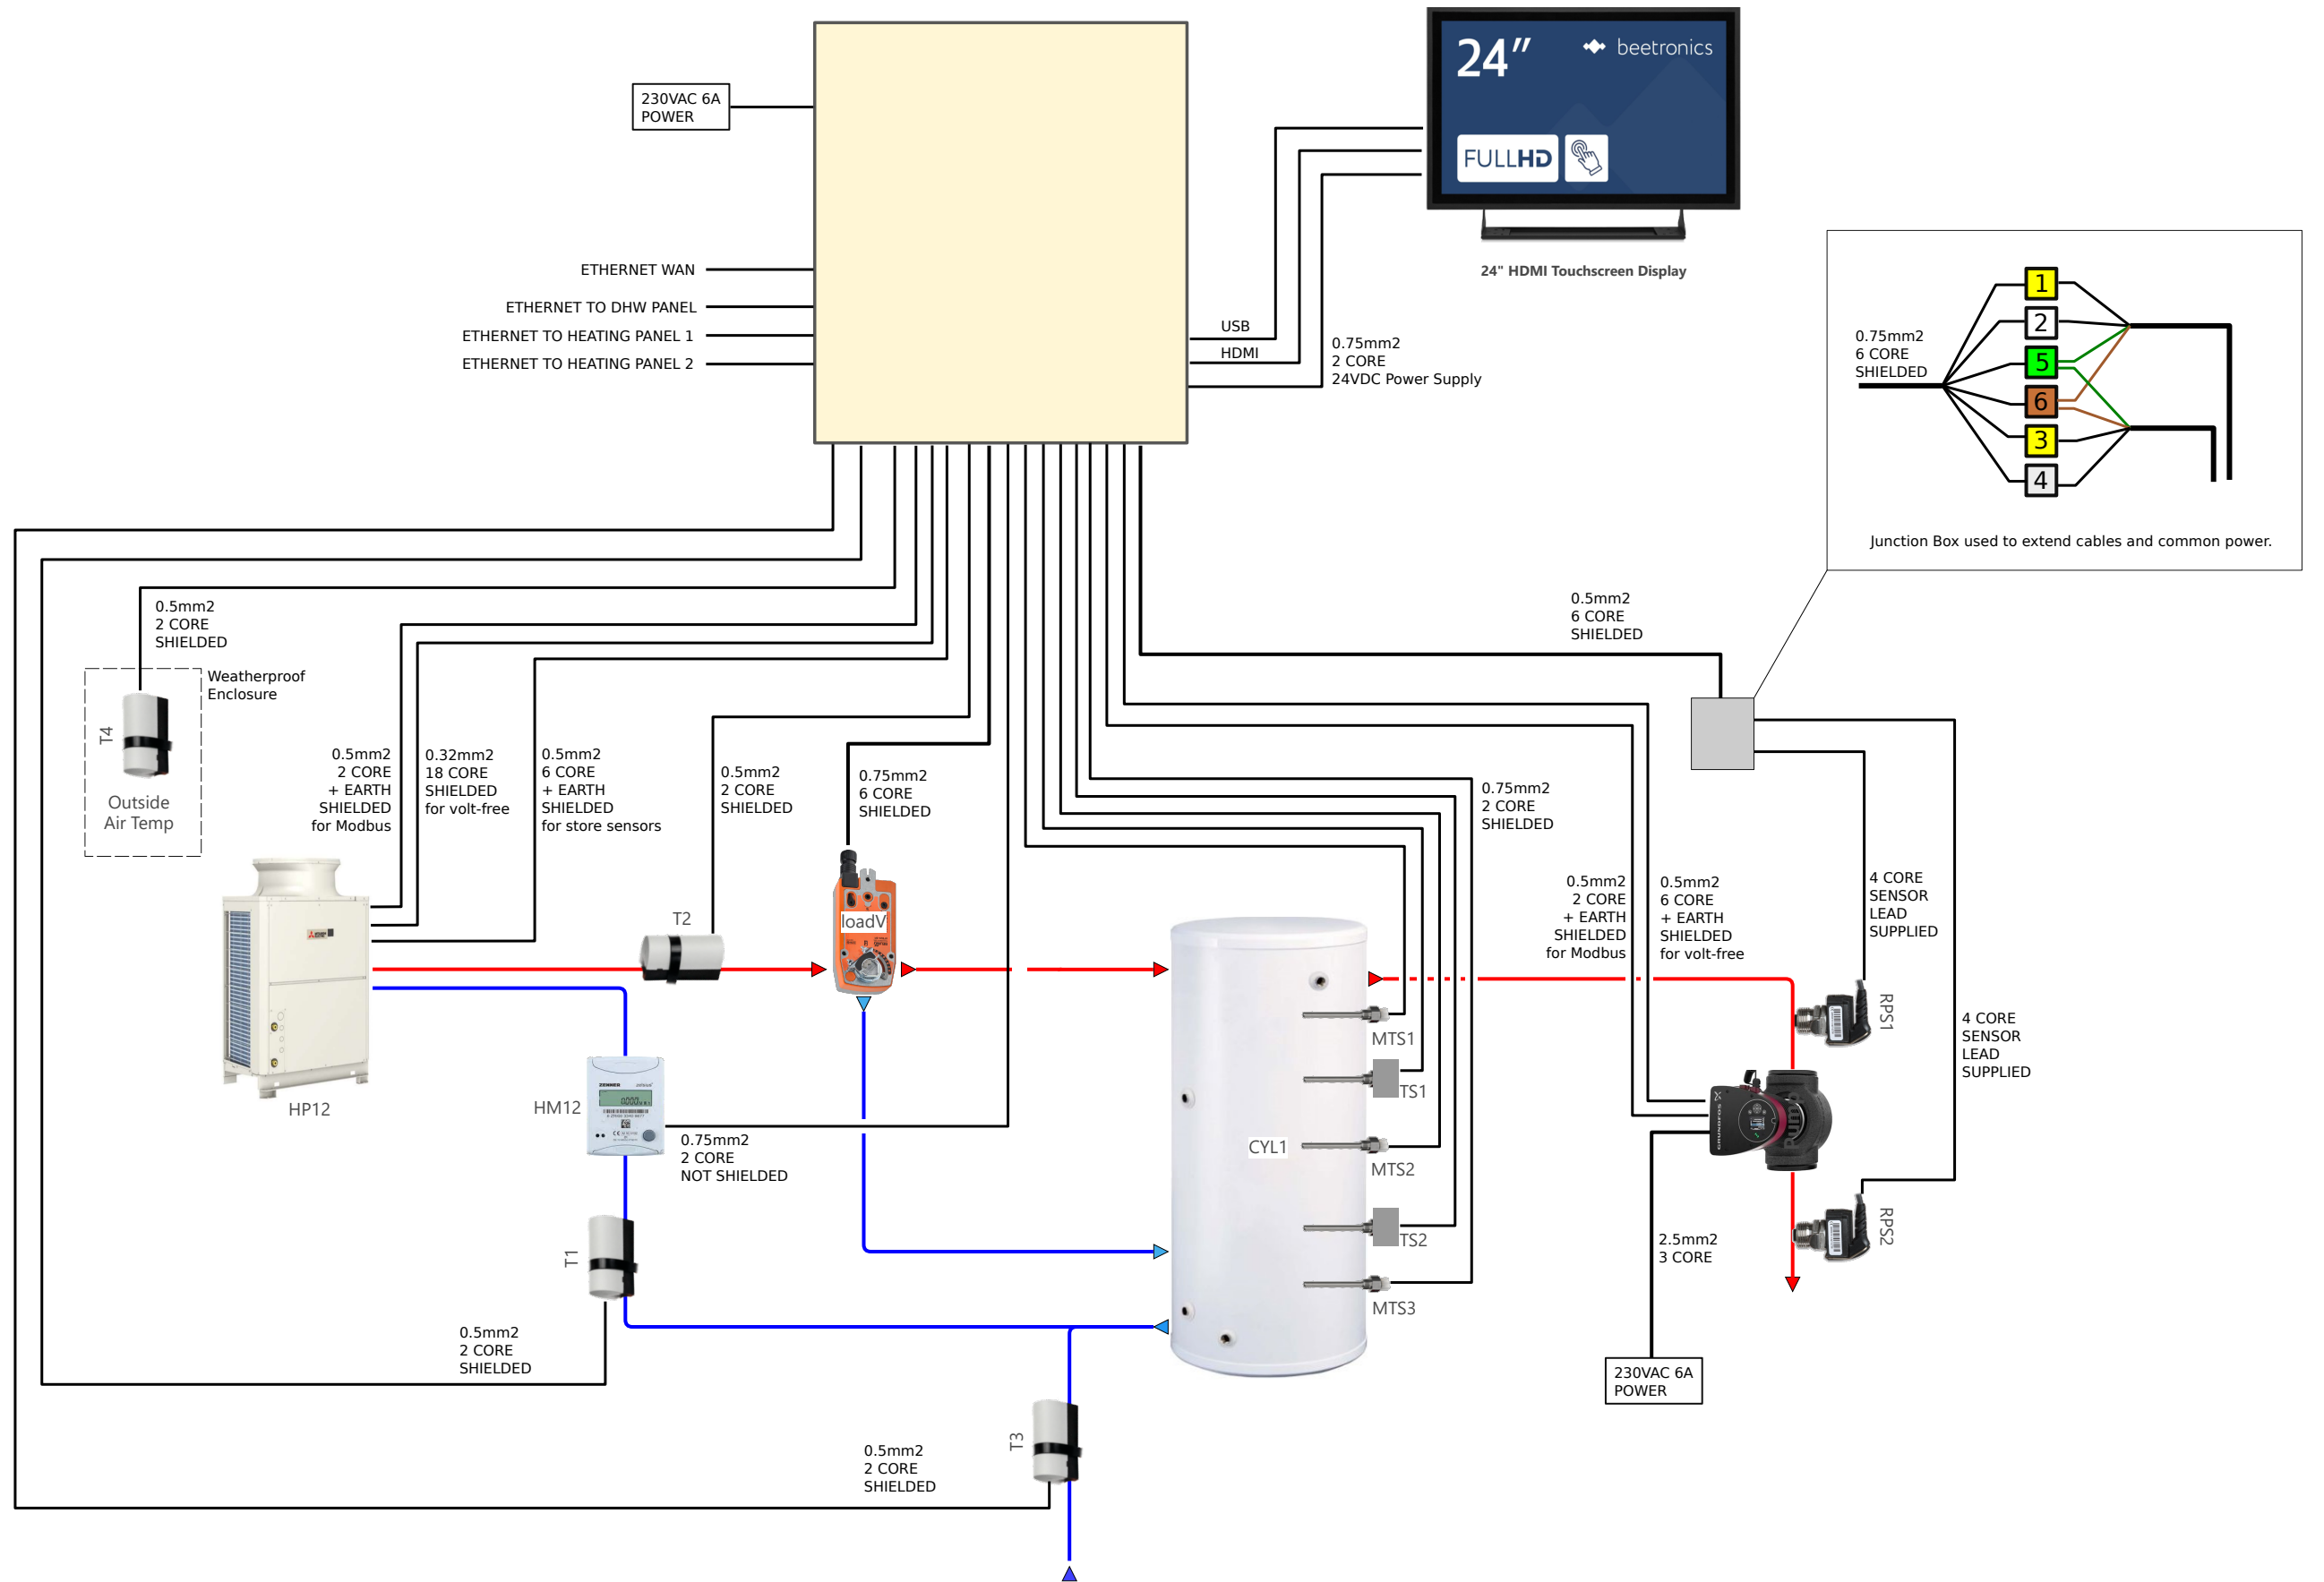 230VAC 6A
POWER
24"
beetronics
FULLHD
24" HDMI Touchscreen Display
ETHERNET WAN
ETHERNET TO DHW PANEL
ETHERNET TO HEATING PANEL 1
ETHERNET TO HEATING PANEL 2
USB
HDMI
0.75mm2
2 CORE
24VDC Power Supply
0.75mm2
6 CORE
SHIELDED
1
2
5
6
3
4
Junction Box used to extend cables and common power.
0.5mm2
6 CORE
SHIELDED
0.5mm2
2 CORE
SHIELDED
Weatherproof
Enclosure
T4
Outside
Air Temp
0.5mm2
2 CORE
+ EARTH
SHIELDED
for Modbus
0.32mm2
18 CORE
SHIELDED
for volt-free
0.5mm2
6 CORE
+ EARTH
SHIELDED
for store sensors
0.5mm2
2 CORE
SHIELDED
0.75mm2
6 CORE
SHIELDED
0.75mm2
2 CORE
SHIELDED
0.5mm2
2 CORE
+ EARTH
SHIELDED
for Modbus
0.5mm2
6 CORE
+ EARTH
SHIELDED
for volt-free
4 CORE
SENSOR
LEAD
SUPPLIED
4 CORE
SENSOR
LEAD
SUPPLIED
T2
loadV
HP12
HM12
ZENNER
0.75mm2
2 CORE
NOT SHIELDED
CYL1
MTS1
TS1
MTS2
TS2
MTS3
RPS1
GRUNDFOS
RPS2
2.5mm2
3 CORE
230VAC 6A
POWER
T1
0.5mm2
2 CORE
SHIELDED
T3
0.5mm2
2 CORE
SHIELDED